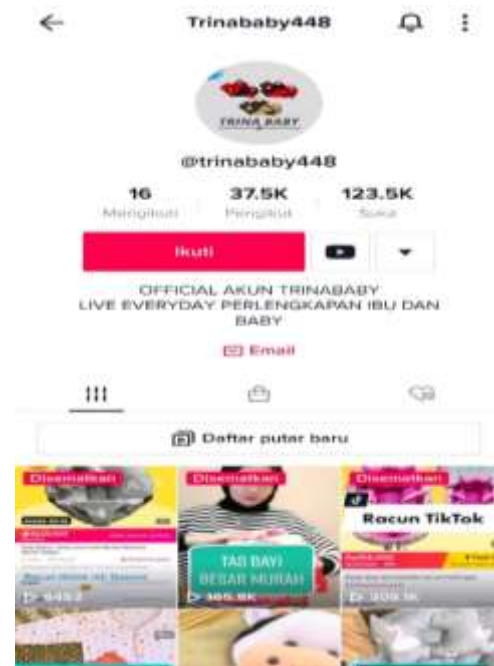 Trinababy448
TRINA BABY
@trinababy448
16 37.5K 123.5K
Mengikuti Pengikut Suka
Ikuti
OFFICIAL AKUN TRINABABY
LIVE EVERYDAY PERLENGKAPAN IBU DAN
BABY
Email
Daftar putar baru
Disematkan Disematkan Disematkan
Racun TikTok
TAS BAYI
BESAR MURAH
6453 165.8K 309.1K